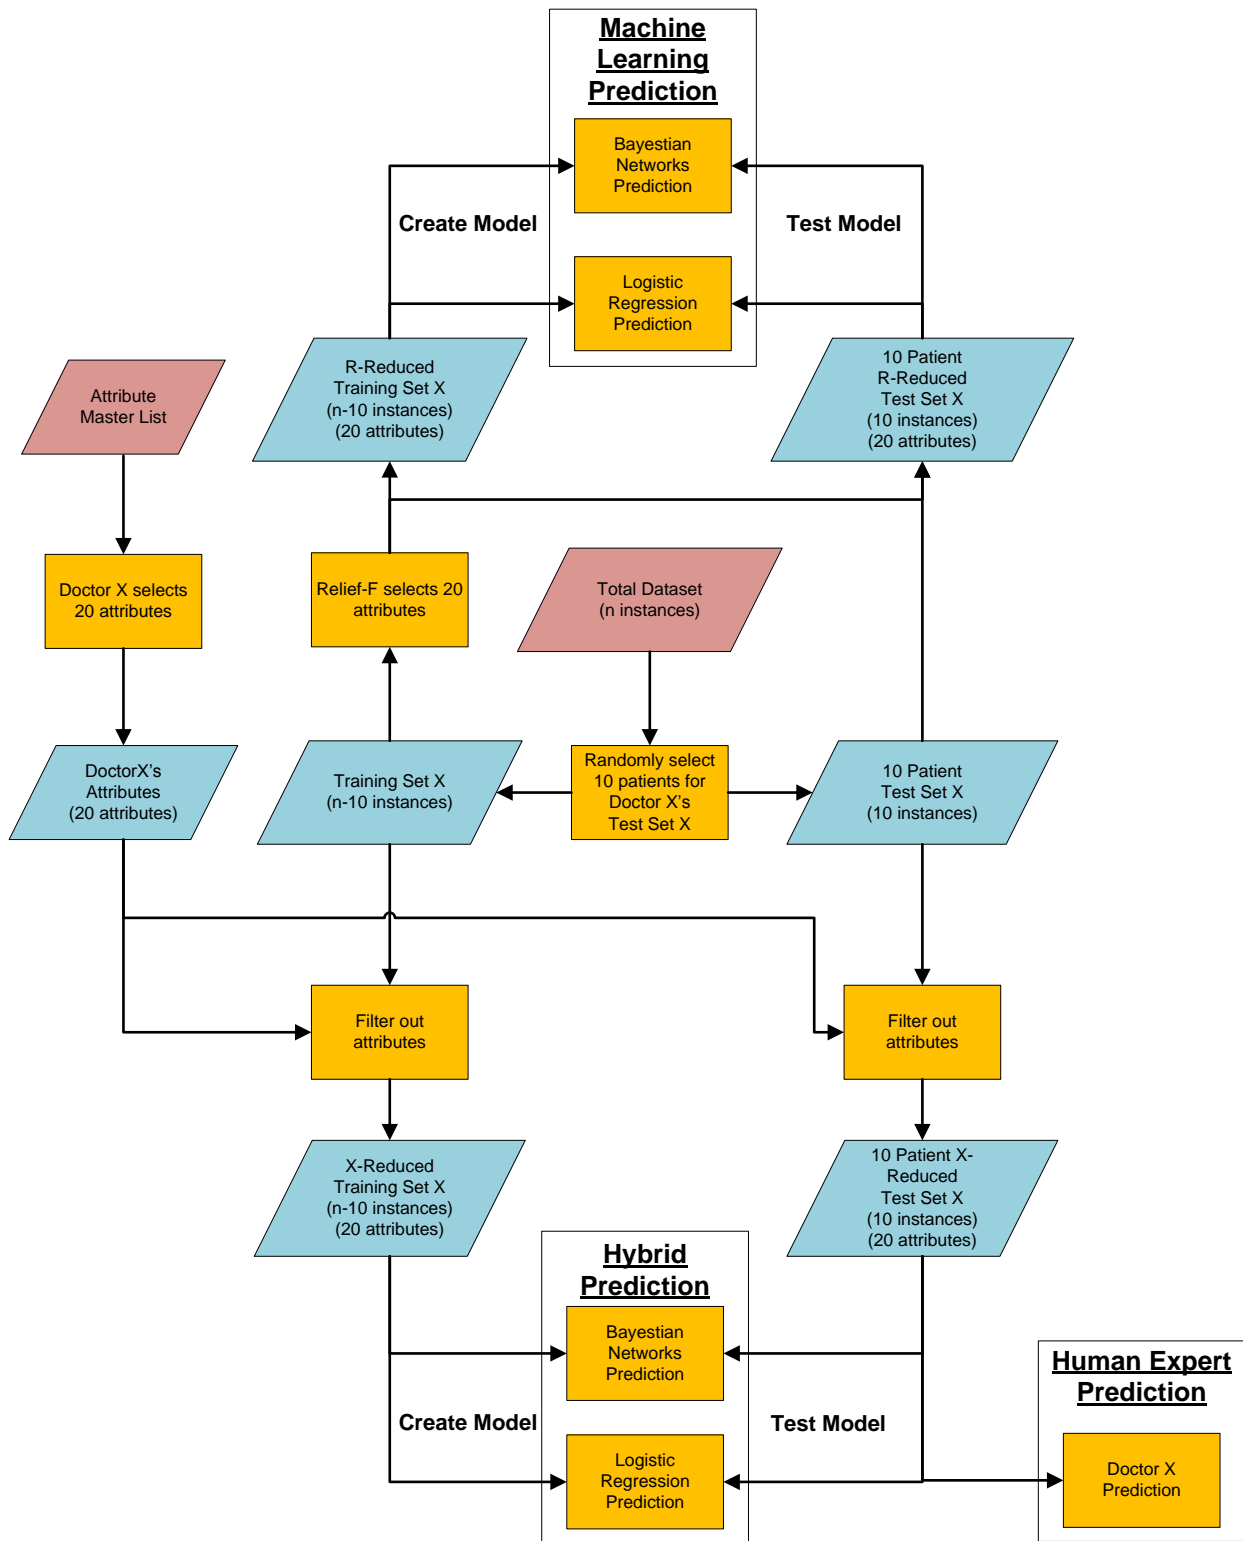 Machine
Learning
Prediction
Bayestian
Networks
Prediction
Create Model
Test Model
Logistic
Regression
Prediction
Attribute
Master List
R-Reduced
Training Set X
(n-10 instances)
(20 attributes)
10 Patient
R-Reduced
Test Set X
(10 instances)
(20 attributes)
Doctor X selects
20 attributes
Relief-F selects 20
attributes
Total Dataset
(n instances)
DoctorX's
Attributes
(20 attributes)
Training Set X
(n-10 instances)
Randomly select
10 patients for
Doctor X's
Test Set X
10 Patient
Test Set X
(10 instances)
Filter out
attributes
Filter out
attributes
X-Reduced
Training Set X
(n-10 instances)
(20 attributes)
10 Patient X-
Reduced
Test Set X
(10 instances)
(20 attributes)
Hybrid
Prediction
Bayestian
Networks
Prediction
Create Model
Test Model
Logistic
Regression
Prediction
Human Expert
Prediction
Doctor X
Prediction